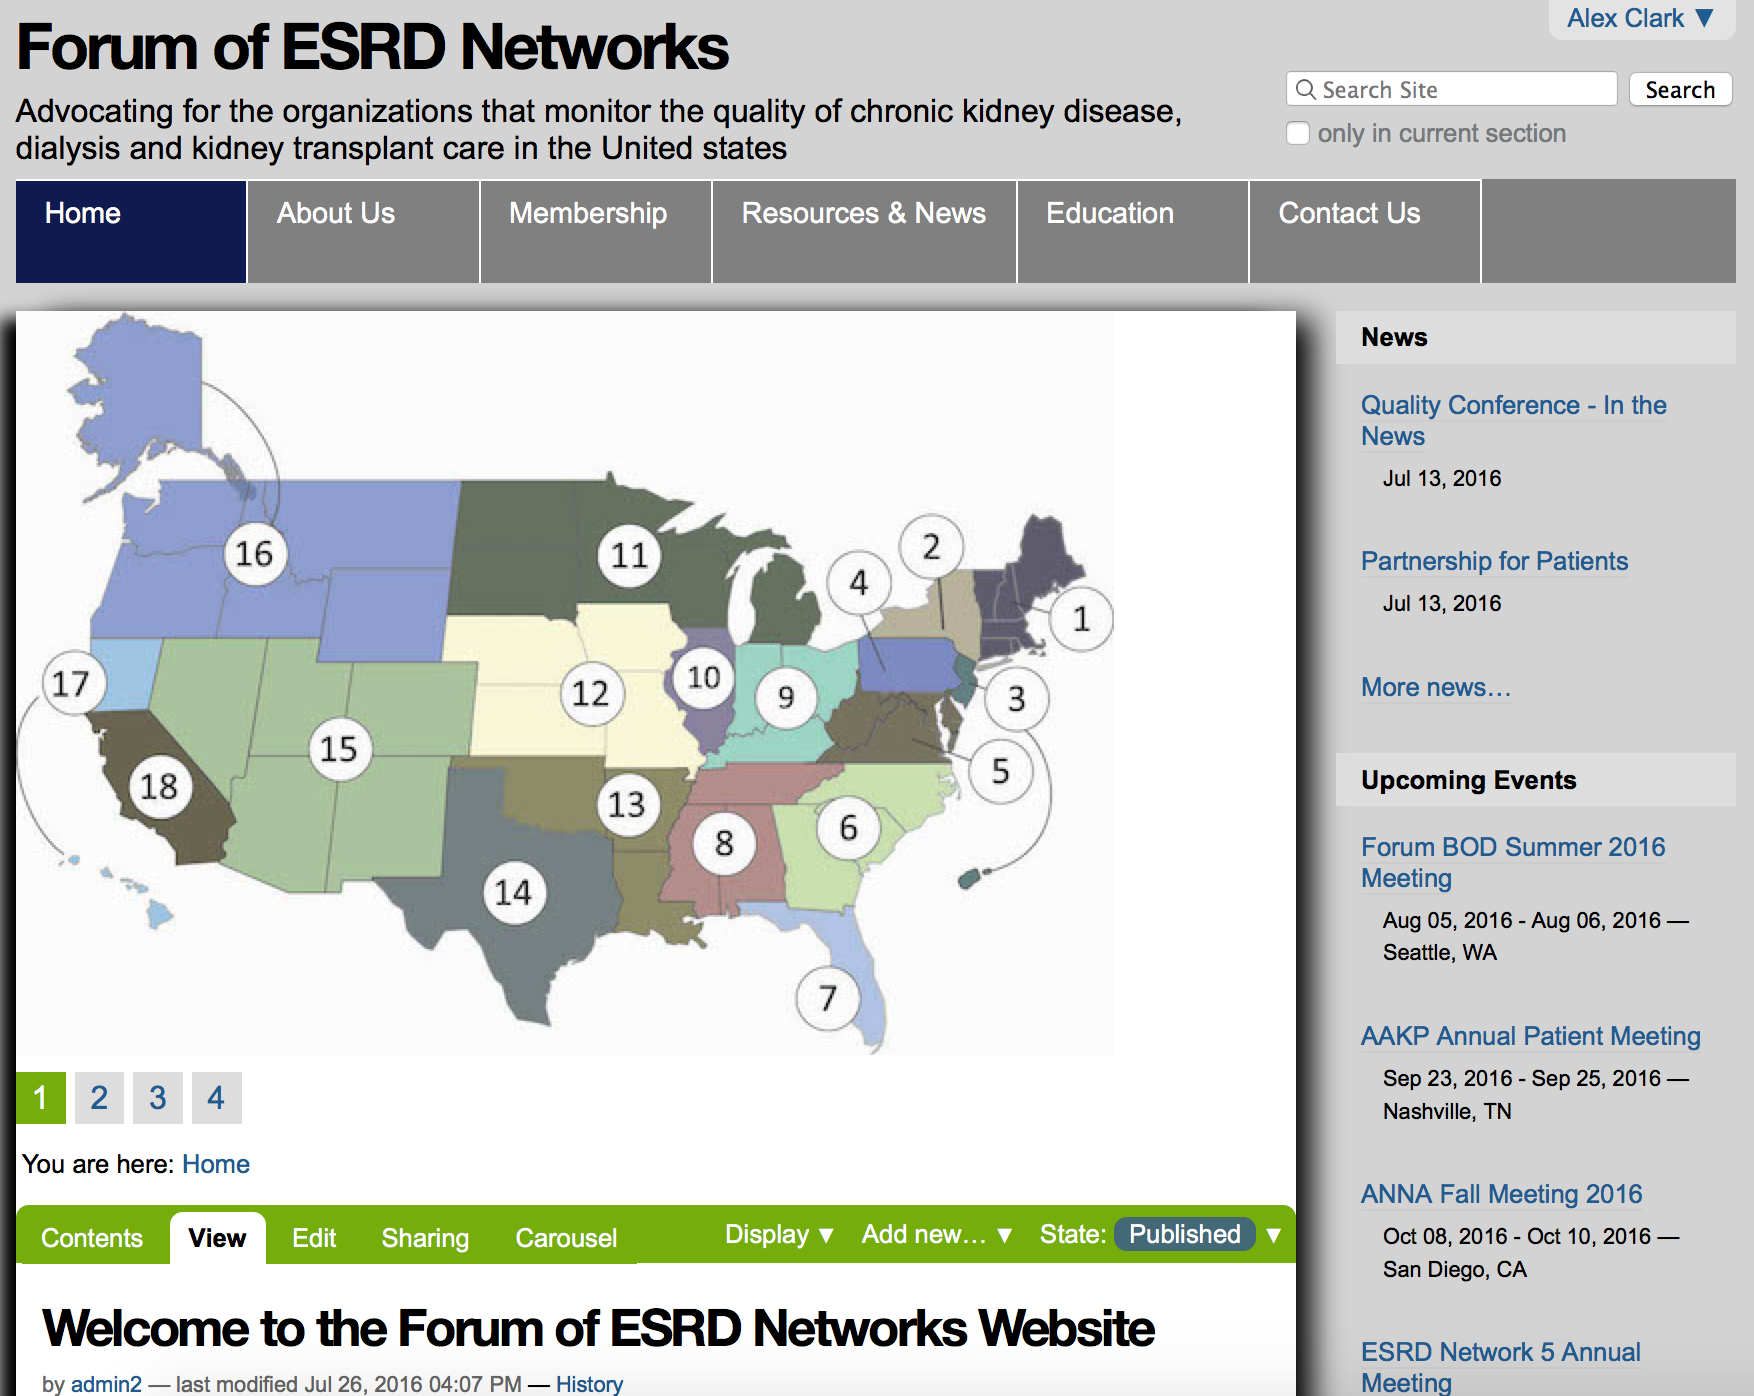 Forum of ESRD Networks
Alex Clark ▼
Advocating for the organizations that monitor the quality of chronic kidney disease,
dialysis and kidney transplant care in the United states
Search Site
Search
only in current section
Home
About Us
Membership
Resources & News
Education
Contact Us
16
11
2
4
1
17
12
10
9
3
15
18
13
5
8
6
14
7
1
2
3
4
You are here: Home
Contents
View
Edit
Sharing
Carousel
Display ▼
Add new… ▼
State: Published ▼
Welcome to the Forum of ESRD Networks Website
by admin2 — last modified Jul 26, 2016 04:07 PM — History
News
Quality Conference - In the
News
Jul 13, 2016
Partnership for Patients
Jul 13, 2016
More news…
Upcoming Events
Forum BOD Summer 2016
Meeting
Aug 05, 2016 - Aug 06, 2016 —
Seattle, WA
AAKP Annual Patient Meeting
Sep 23, 2016 - Sep 25, 2016 —
Nashville, TN
ANNA Fall Meeting 2016
Oct 08, 2016 - Oct 10, 2016 —
San Diego, CA
ESRD Network 5 Annual
Meeting